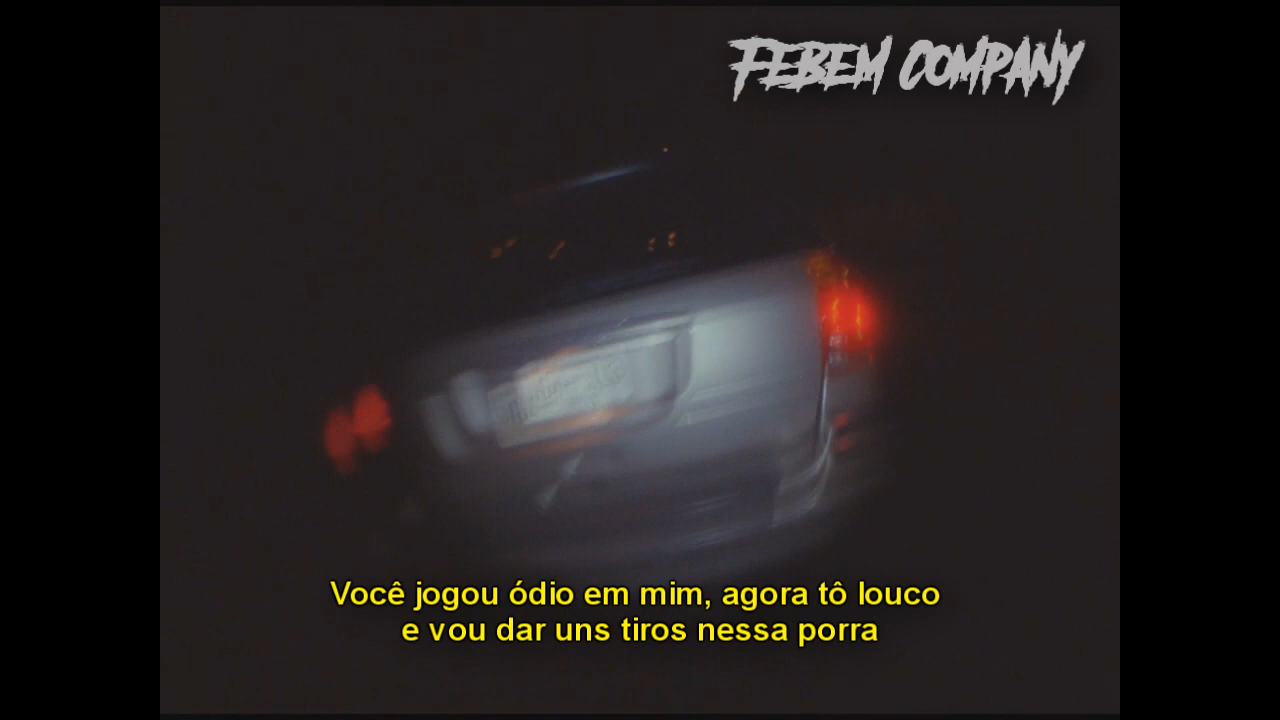 FEBEM COMPANY
Você jogou ódio em mim, agora tô louco
e vou dar uns tiros nessa porra